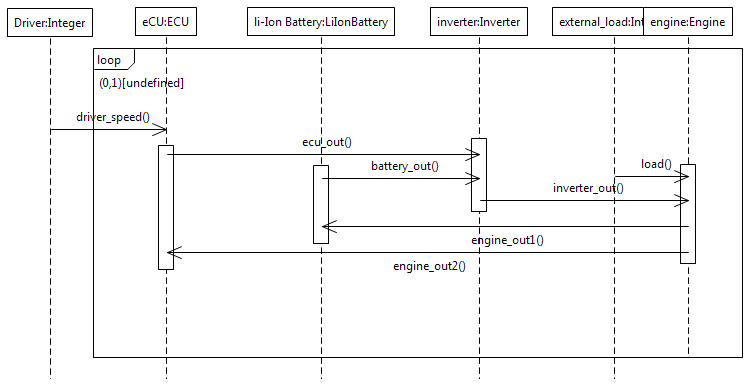 Driver:Integer
eCU:ECU
li-Ion Battery:LiIonBattery
inverter:Inverter
external_load:Int
engine:Engine
loop
(0,1)[undefined]
driver_speed()
ecu_out()
battery_out()
load()
inverter_out()
engine_out1()
engine_out2()